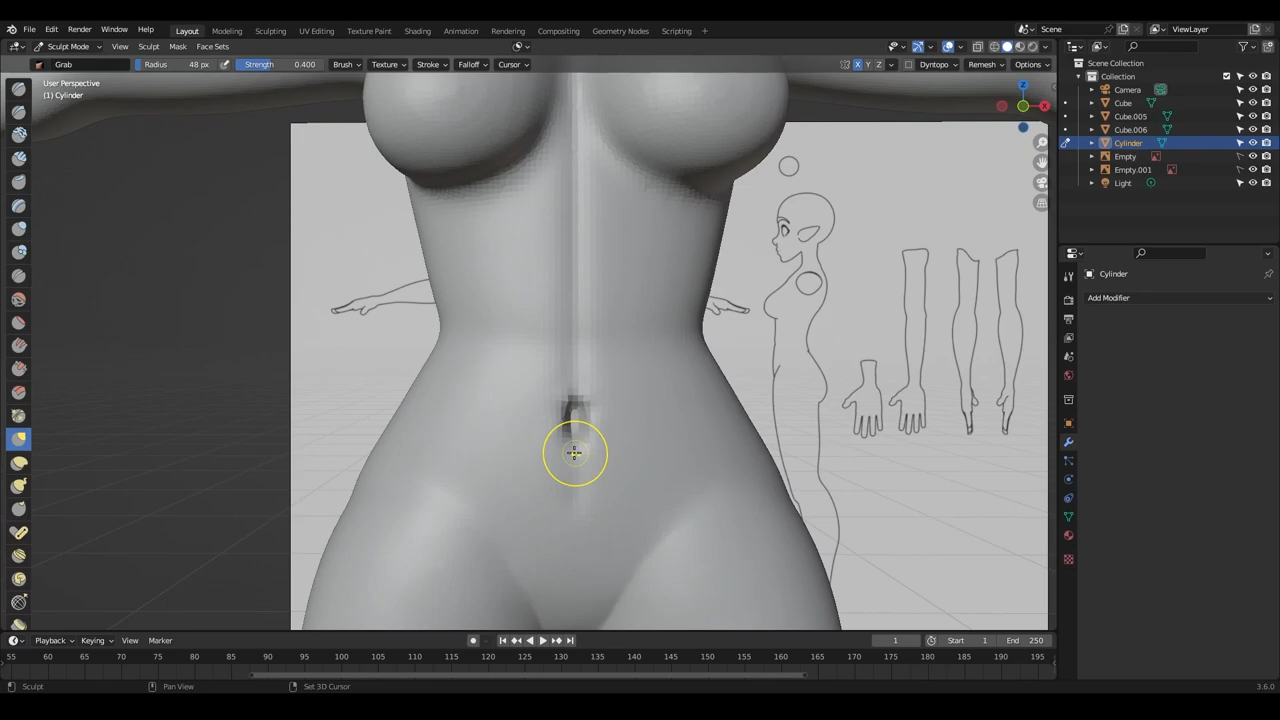 File Edit Render Window Help Layout Modeling Sculpting UV Editing Texture Paint Shading Animation Rendering Compositing Geometry Nodes Scripting + Scene ViewLayer
Sculpt Mode View Sculpt Mask Face Sets
Grab Radius 48 px Strength 0.400 Brush Texture Stroke Falloff Cursor X Y Z Dyntopo Remesh Options
User Perspective
(1) Cylinder
Z
X
Scene Collection
Collection
Camera
Cube
Cube.005
Cube.006
Cylinder
Empty
Empty.001
Light
Cylinder
Add Modifier
Playback Keying View Marker 1 Start 1 End 250
55 60 65 70 75 80 85 90 95 100 105 110 115 120 125 130 135 140 145 150 155 160 165 170 175 180 185 190 195
Sculpt Pan View Set 3D Cursor 3.6.0